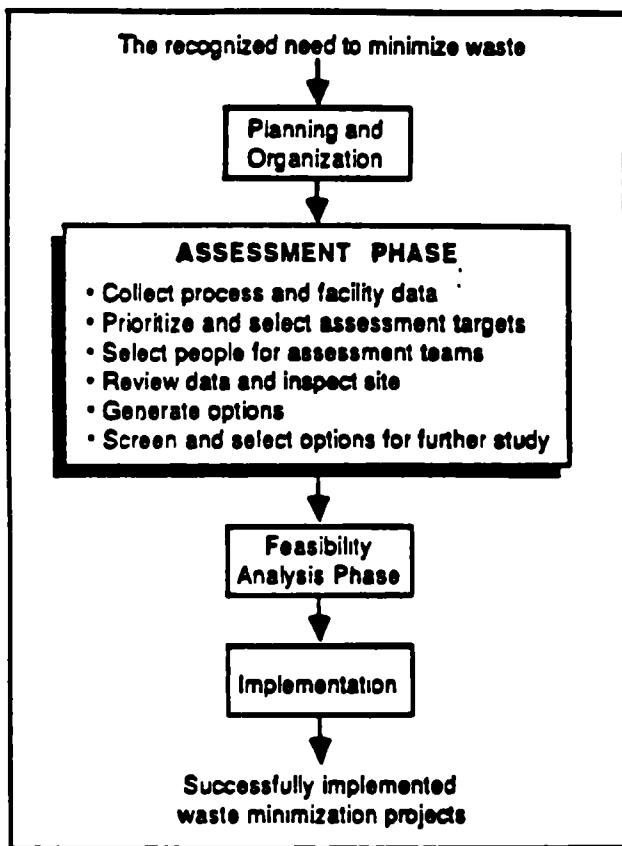 The recognized need to minimize waste
Planning and
Organization
ASSESSMENT PHASE
• Collect process and facility data
• Prioritize and select assessment targets
• Select people for assessment teams
• Review data and inspect site
• Generate options
• Screen and select options for further study
Feasibility
Analysis Phase
Implementation
Successfully implemented
waste minimization projects